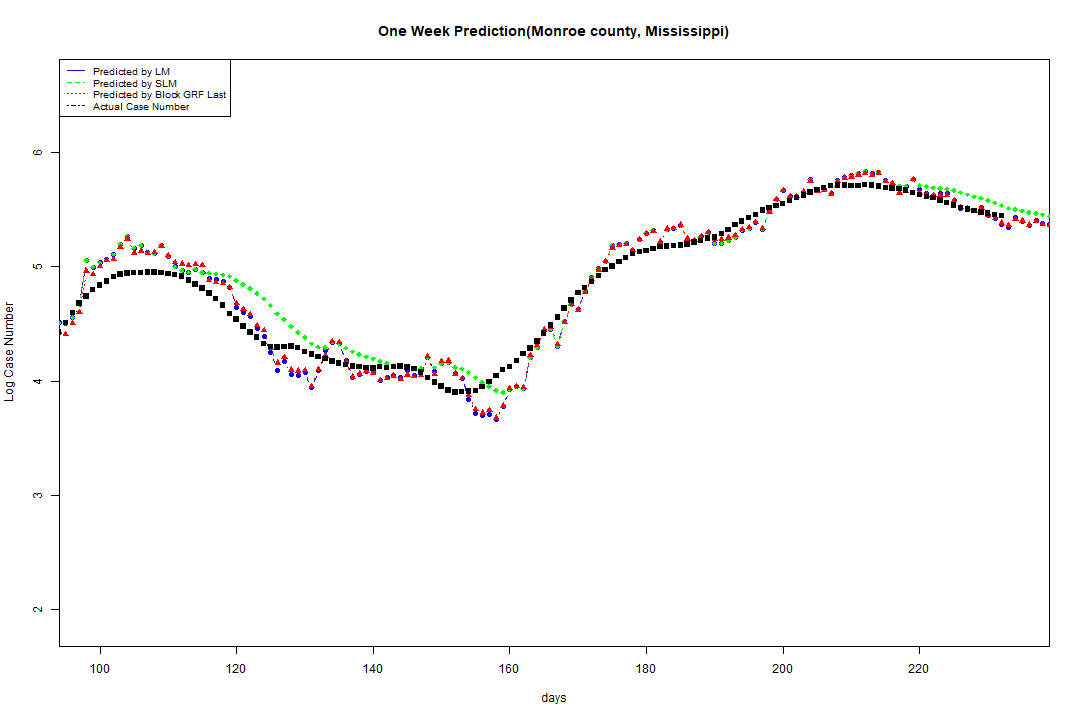 One Week Prediction(Monroe county, Mississippi)
Predicted by LM
Predicted by SLM
Predicted by Block GRF Last
Actual Case Number
Log Case Number
6
5
4
3
2
100 120 140 160 180 200 220
days